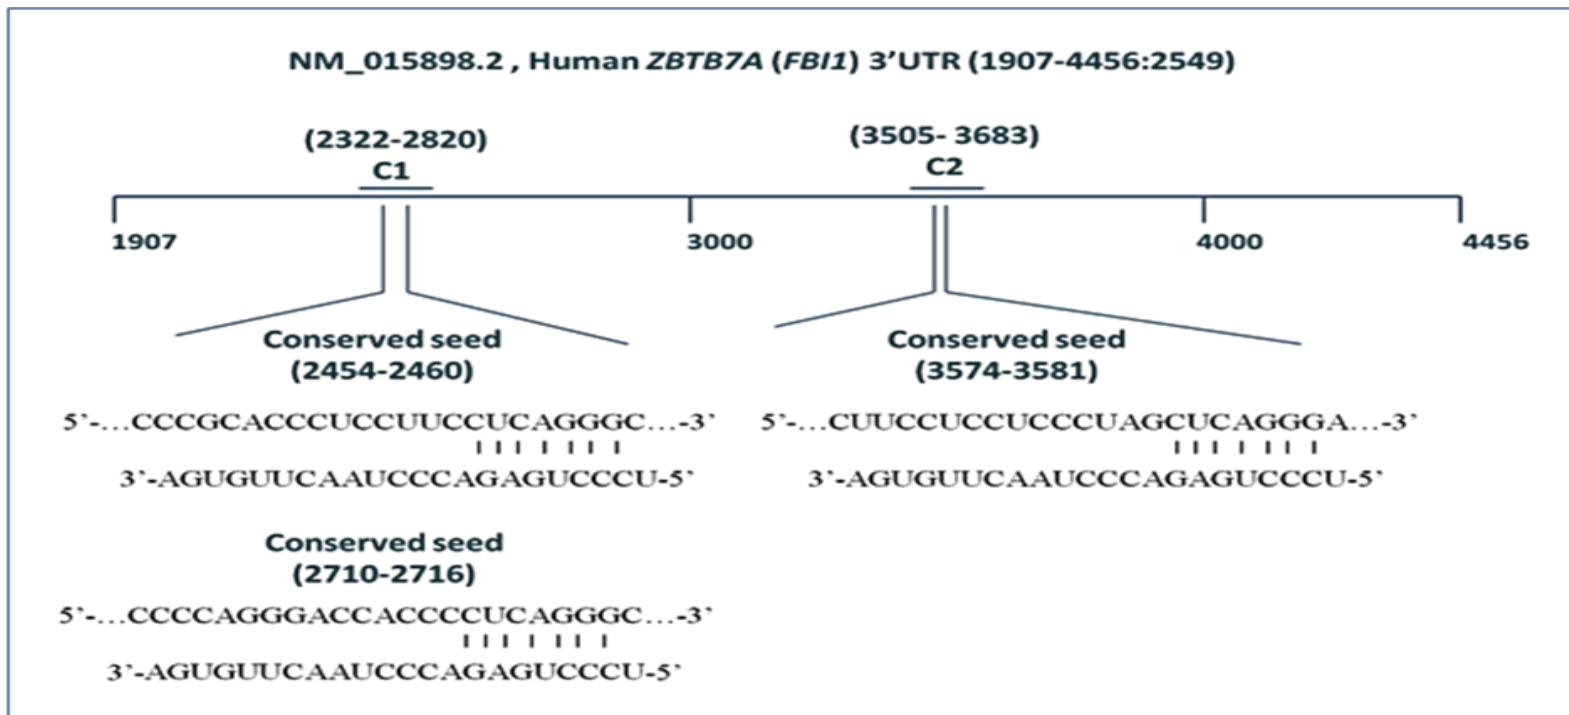 NM_015898.2 , Human ZBTB7A (FBI1) 3'UTR (1907-4456:2549)
(2322-2820)
C1
(3505- 3683)
C2
1907
3000
4000
4456
Conserved seed
(2454-2460)
5'-...CCCGCACCCUCCUUCCUCAGGGC...-3'
3'-AGUGUUCAAUCCCAGAGUCCCU-5'
Conserved seed
(3574-3581)
5'-...CUUCCUCCUCCCUAGCUCAGGGA...-3'
3'-AGUGUUCAAUCCCAGAGUCCCU-5'
Conserved seed
(2710-2716)
5'-...CCCCAGGGACCACCCCUCAGGGC...-3'
3'-AGUGUUCAAUCCCAGAGUCCCU-5'